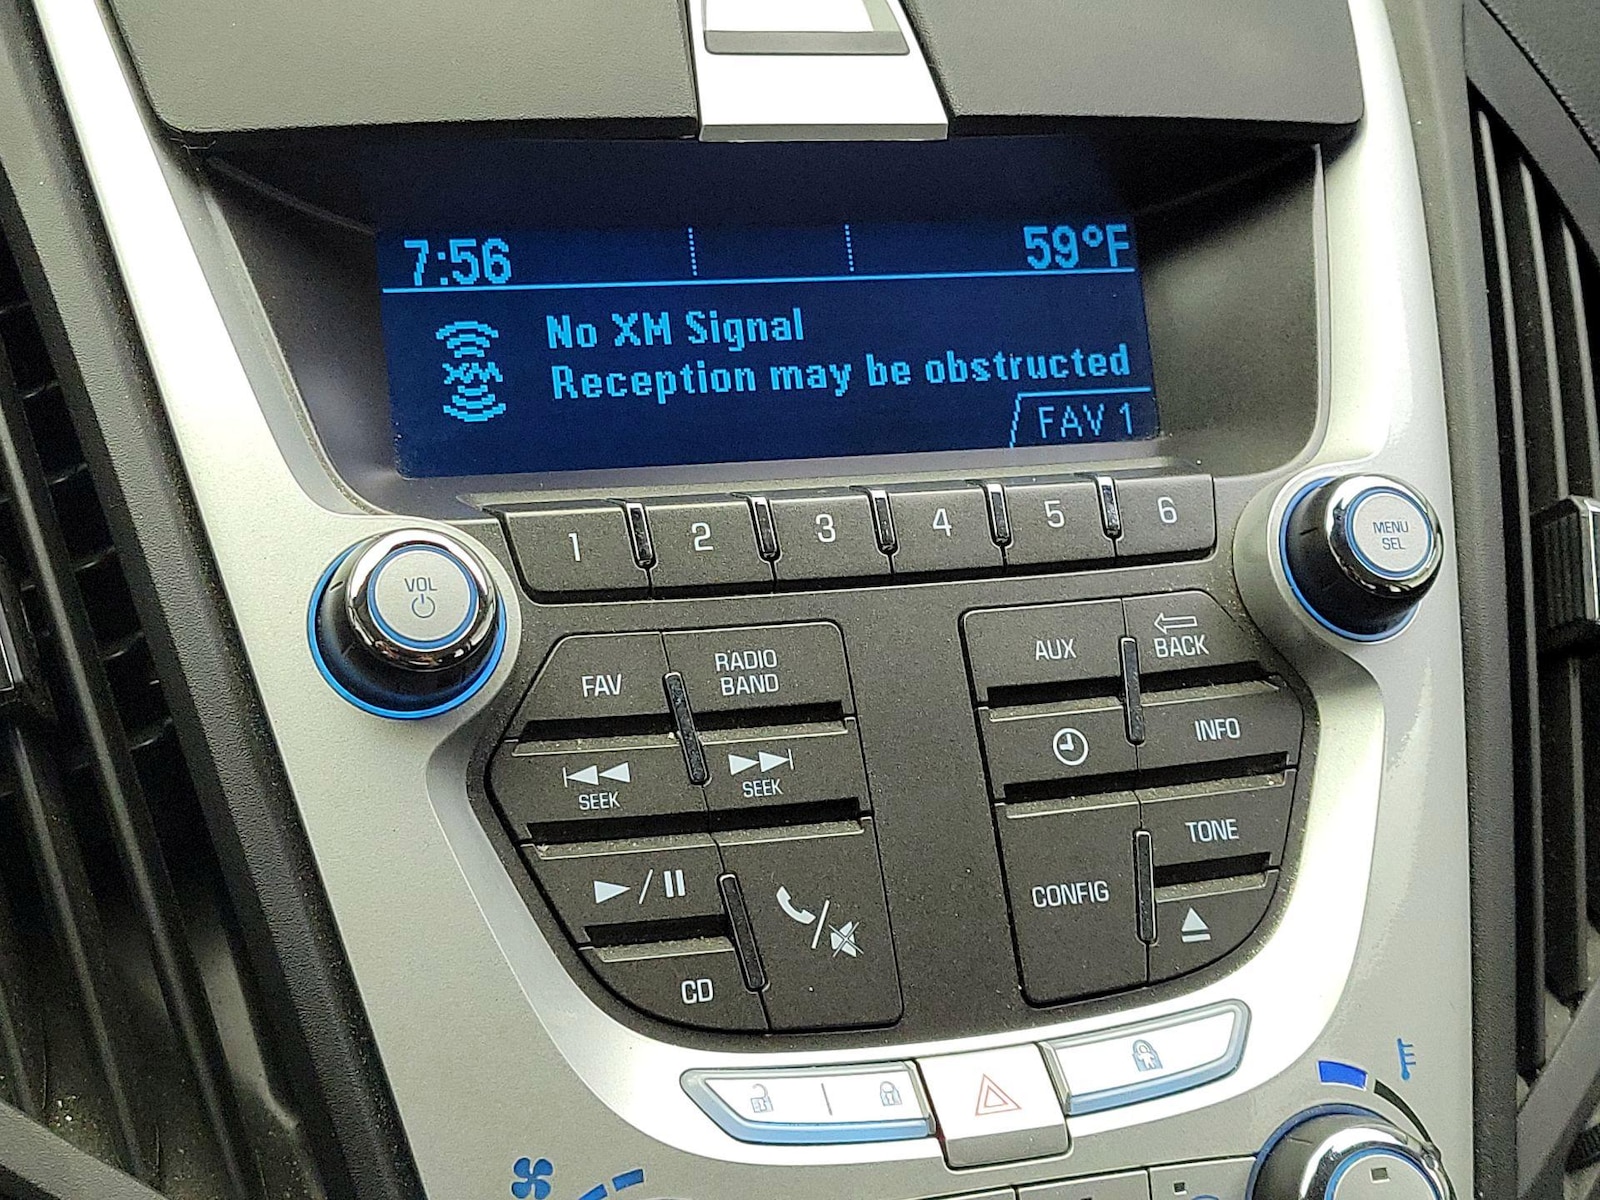 7:56 59°F
No XM Signal
XM Reception may be obstructed
FAV 1
1 2 3 4 5 6
VOL
MENU
SEL
FAV
RADIO
BAND
AUX
BACK
SEEK
SEEK
INFO
TONE
CONFIG
CD